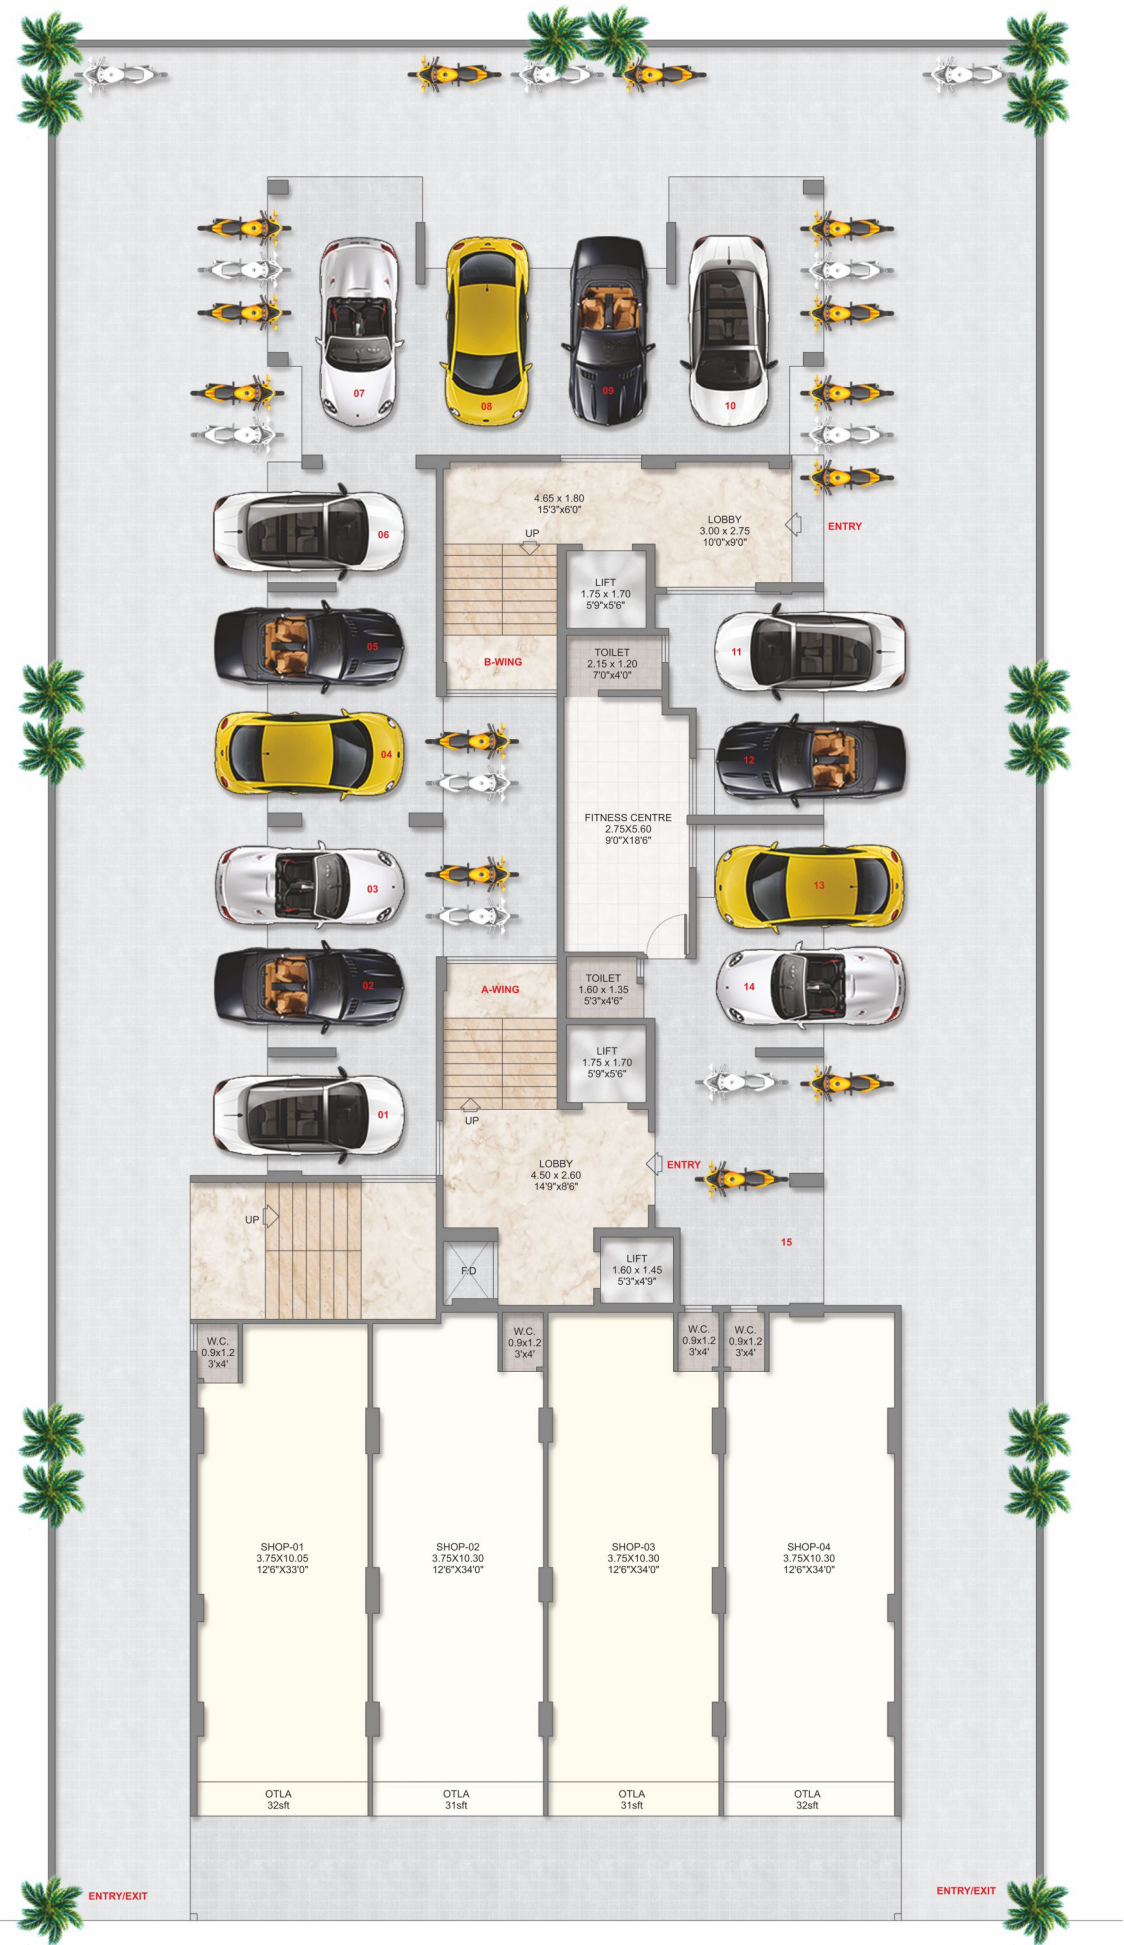 07
08
09
10
06
4.65 x 1.80
15'3"x6'0"
UP
LOBBY
3.00 x 2.75
10'0"x9'0"
ENTRY
LIFT
1.75 x 1.70
5'9"x5'6"
05
B-WING
TOILET
2.15 x 1.20
7'0"x4'0"
11
04
12
FITNESS CENTRE
2.75X5.60
9'0"X18'6"
03
13
02
A-WING
TOILET
1.60 x 1.35
5'3"x4'6"
14
LIFT
1.75 x 1.70
5'9"x5'6"
01
UP
LOBBY
4.50 x 2.60
14'9"x8'6"
ENTRY
UP
15
F.D
LIFT
1.60 x 1.45
5'3"x4'9"
W.C.
0.9x1.2
3'x4'
W.C.
0.9x1.2
3'x4'
W.C.
0.9x1.2
3'x4'
W.C.
0.9x1.2
3'x4'
SHOP-01
3.75X10.05
12'6"X33'0"
SHOP-02
3.75X10.30
12'6"X34'0"
SHOP-03
3.75X10.30
12'6"X34'0"
SHOP-04
3.75X10.30
12'6"X34'0"
OTLA
32sft
OTLA
31sft
OTLA
31sft
OTLA
32sft
ENTRY/EXIT
ENTRY/EXIT